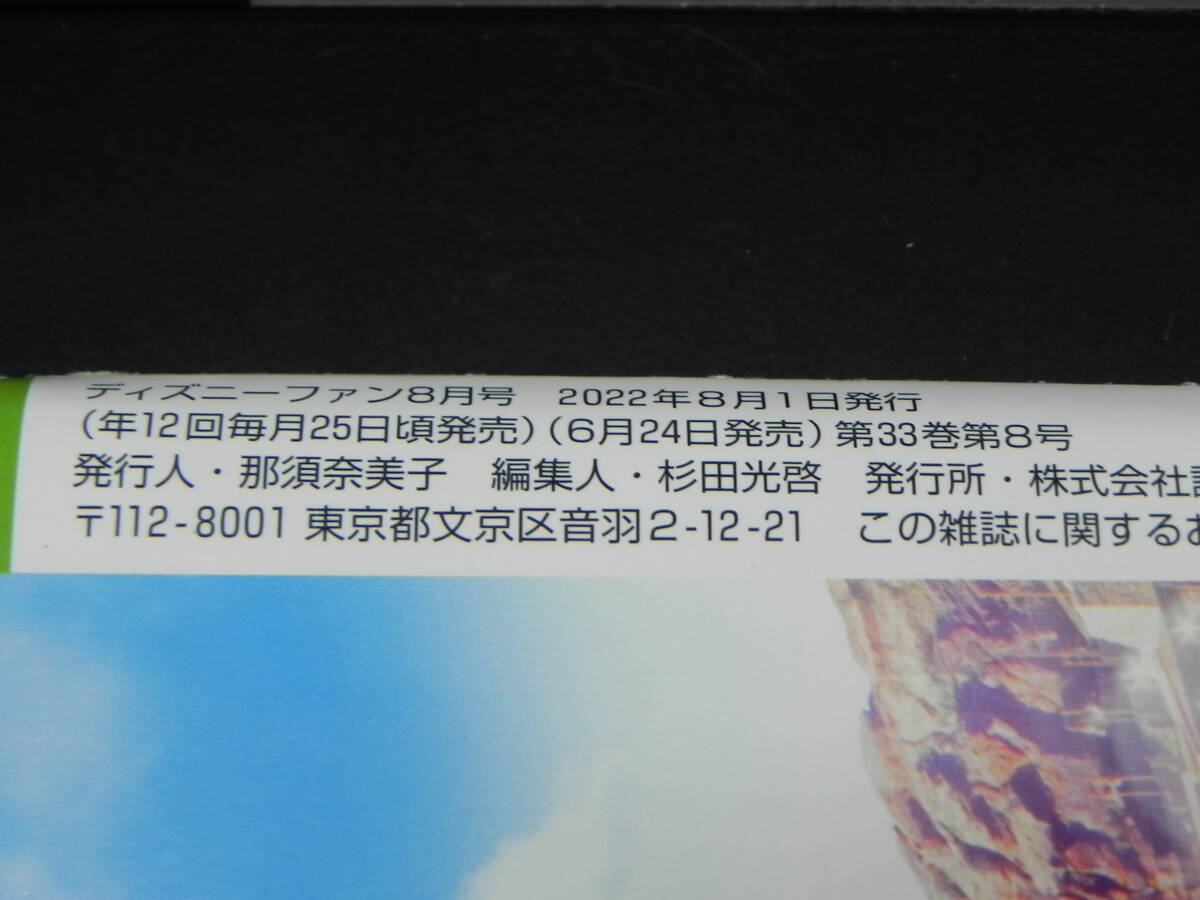 ディズニーファン8月号　2022年8月1日発行
(年12回毎月25日頃発売)(6月24日発売)第33巻第8号
発行人・那須奈美子　編集人・杉田光啓　発行所・株式会社
〒112-8001 東京都文京区音羽2-12-21　この雑誌に関するお